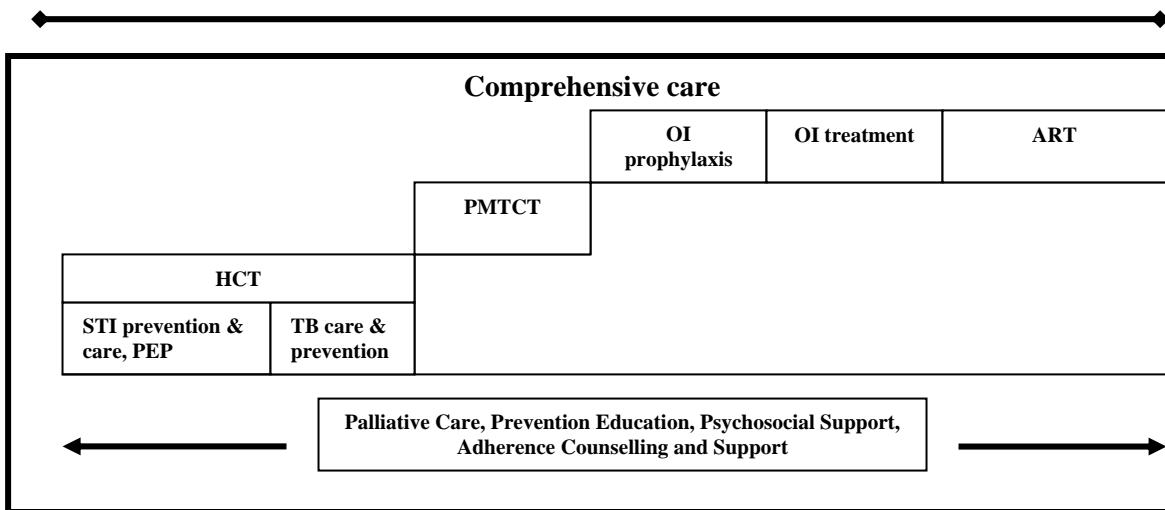 Comprehensive care
OI
prophylaxis
OI treatment
ART
PMTCT
HCT
STI prevention &
care, PEP
TB care &
prevention
Palliative Care, Prevention Education, Psychosocial Support,
Adherence Counselling and Support